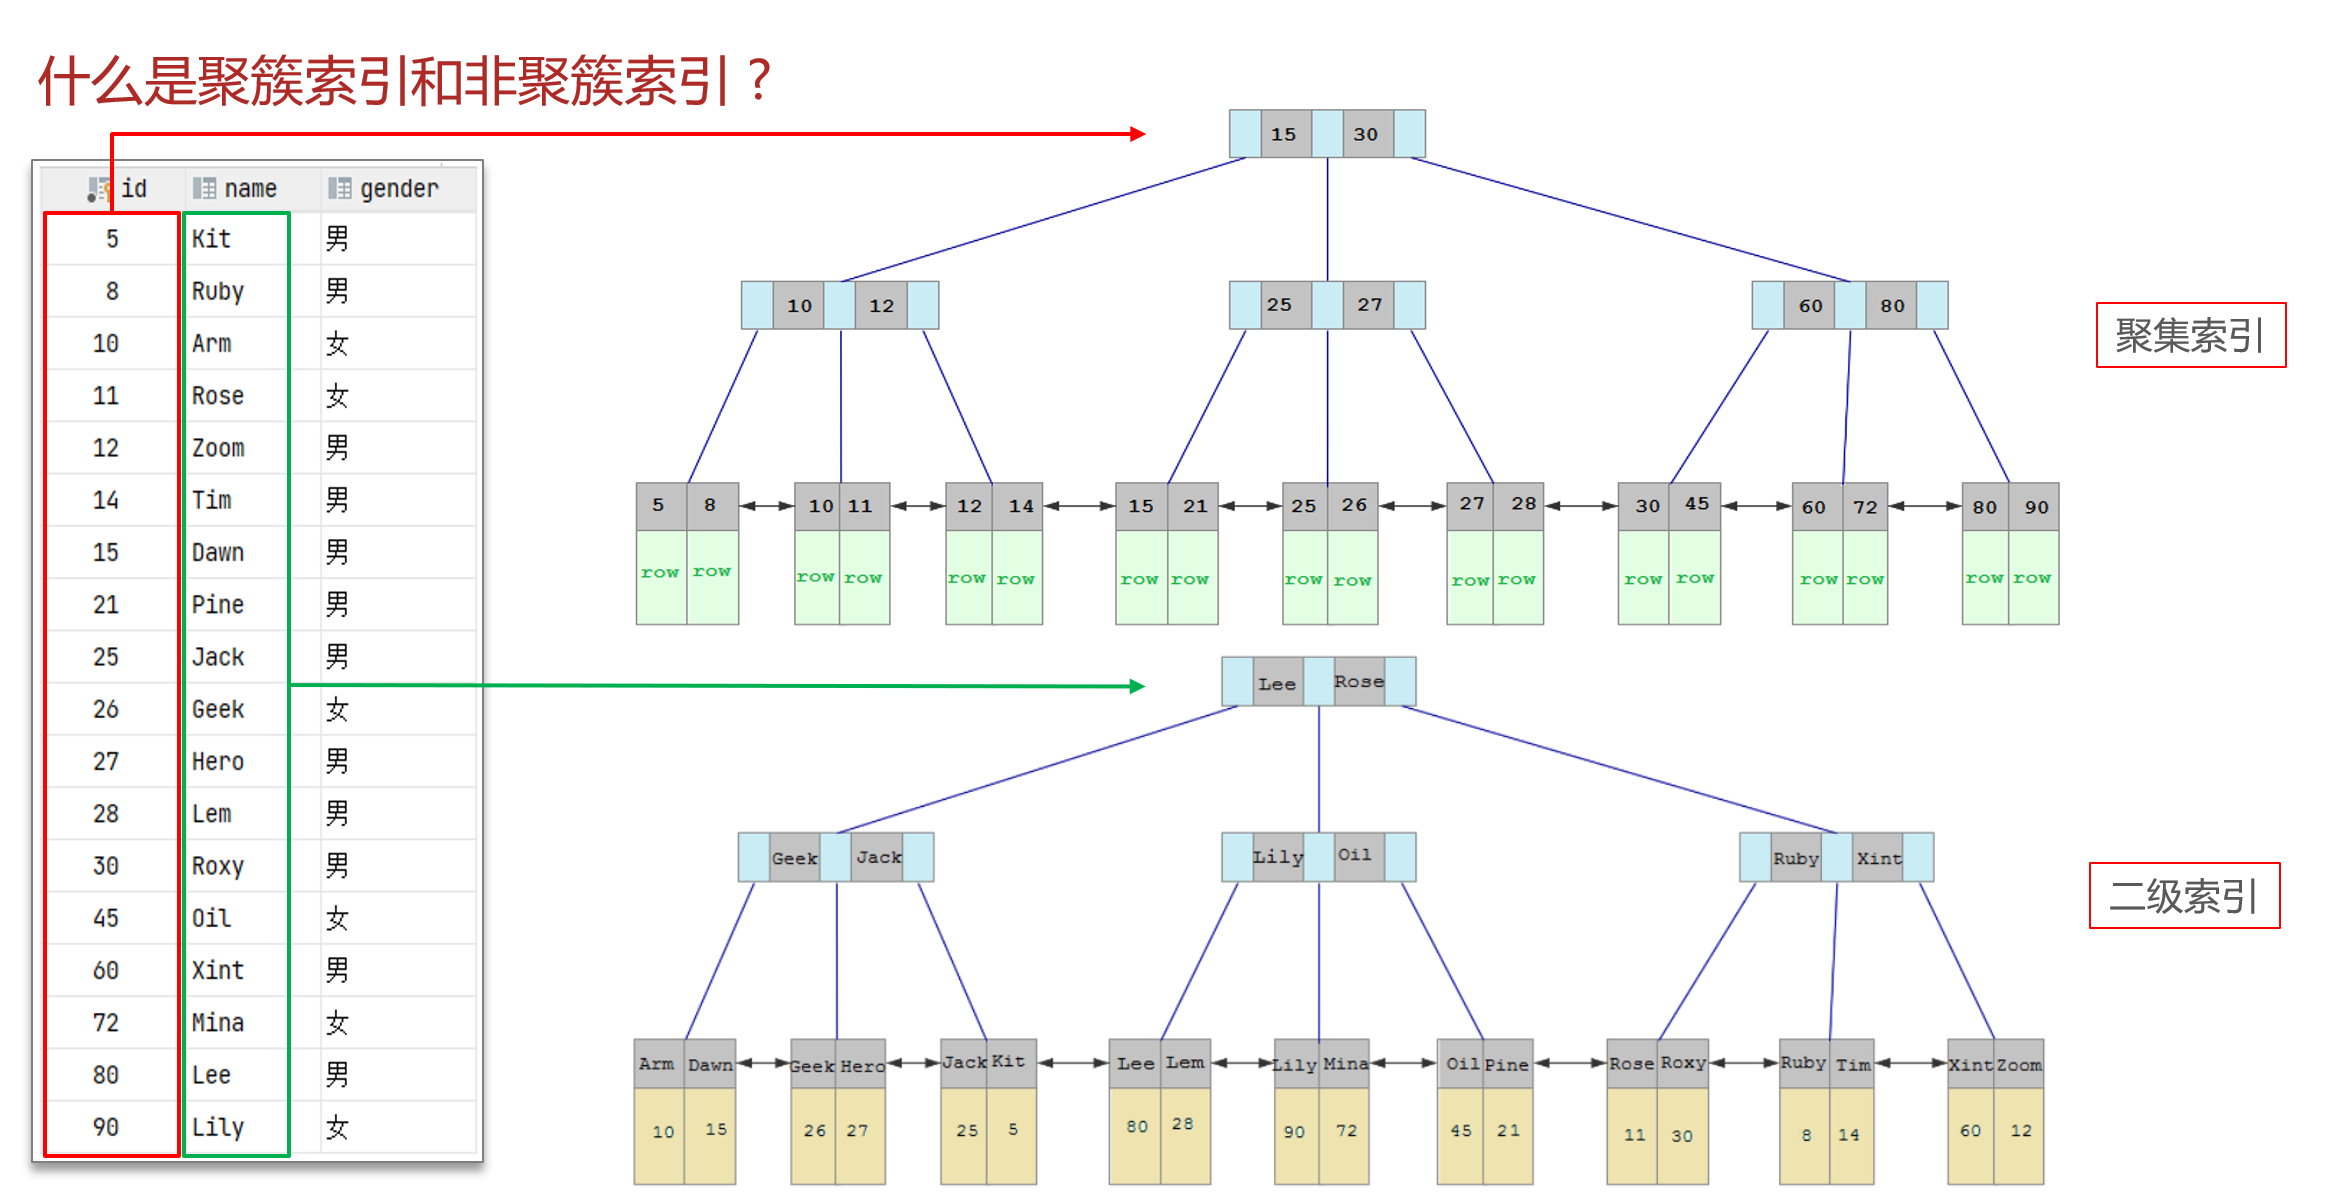 什么是聚簇索引和非聚簇索引？
id name gender
5 Kit 男
8 Ruby 男
10 Arm 女
11 Rose 女
12 Zoom 男
14 Tim 男
15 Dawn 男
21 Pine 男
25 Jack 男
26 Geek 女
27 Hero 男
28 Lem 男
30 Roxy 男
45 Oil 女
60 Xint 男
72 Mina 女
80 Lee 男
90 Lily 女
15 30
10 12 25 27 60 80
聚集索引
5 8 10 11 12 14 15 21 25 26 27 28 30 45 60 72 80 90
row row row row row row row row row row row row row row row row row row
Lee Rose
Geek Jack Lily Oil Ruby Xint
二级索引
Arm Dawn Geek Hero Jack Kit Lee Lem Lily Mina Oil Pine Rose Roxy Ruby Tim Xint Zoom
10 15 26 27 25 5 80 28 90 72 45 21 11 30 8 14 60 12